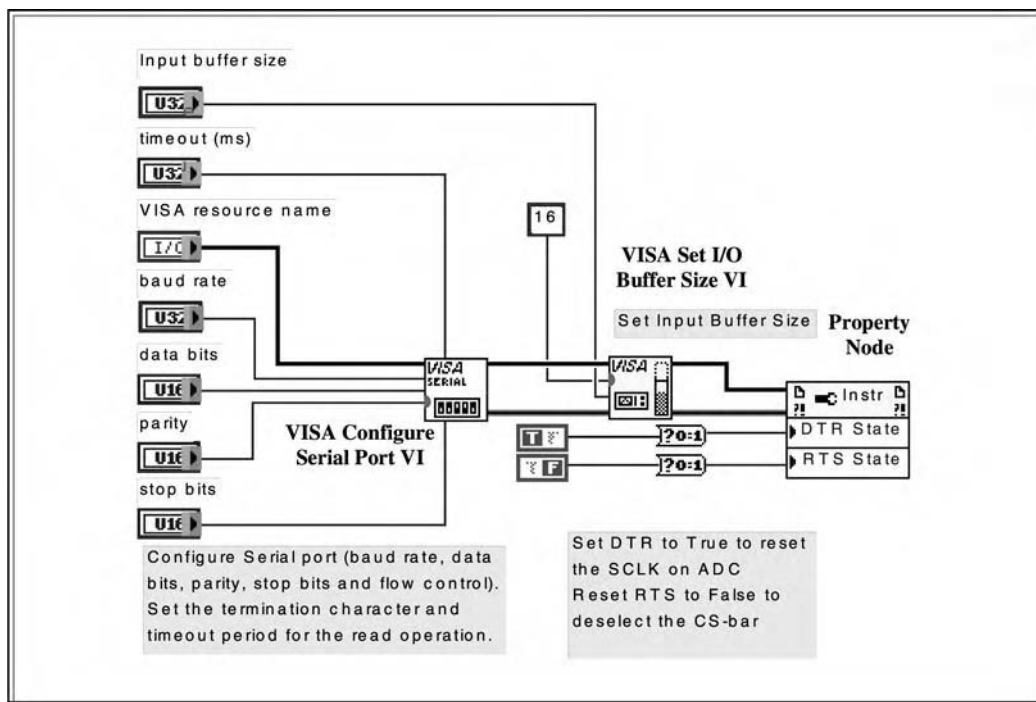 Input buffer size
U32
timeout (ms)
U32
VISA resource name
I/O
baud rate
U32
data bits
U16
parity
U16
stop bits
U16
16
VISA Set I/O
Buffer Size VI
Set Input Buffer Size
Property
Node
VISA
SERIAL
VISA
Instr
DTR State
RTS State
T
?0:1
F
?0:1
VISA Configure
Serial Port VI
Configure Serial port (baud rate, data
bits, parity, stop bits and flow control).
Set the termination character and
timeout period for the read operation.
Set DTR to True to reset
the SCLK on ADC
Reset RTS to False to
deselect the CS-bar